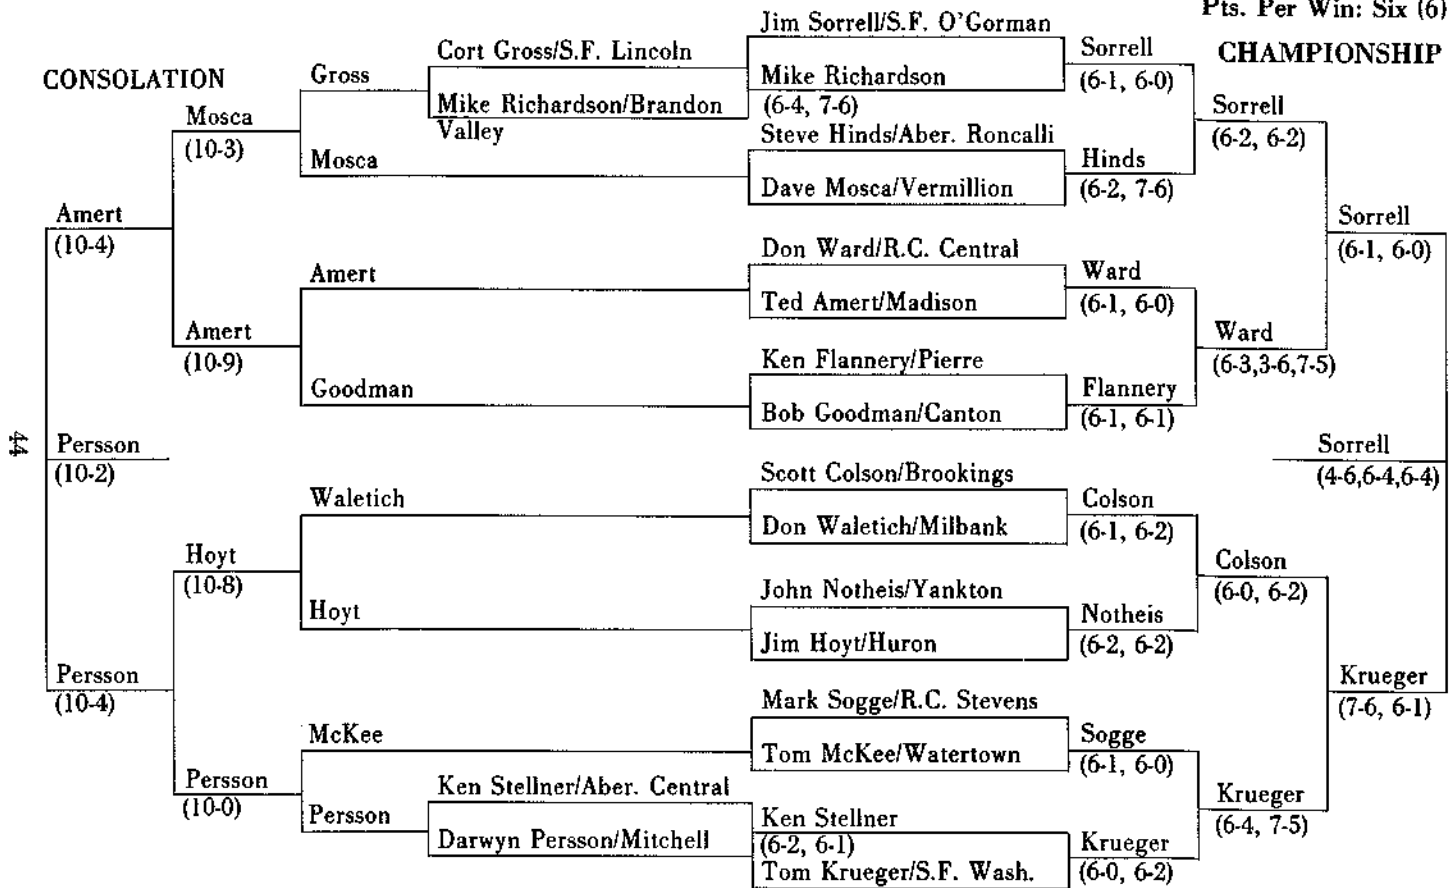 Pts. Per Win: Six (6)
CHAMPIONSHIP
CONSOLATION
Jim Sorrell/S.F. O'Gorman
Sorrell
(6-1, 6-0)
Cort Gross/S.F. Lincoln
Mike Richardson
(6-4, 7-6)
Gross
Mike Richardson/Brandon
Valley
Mosca
(10-3)
Sorrell
(6-2, 6-2)
Steve Hinds/Aber. Roncalli
Hinds
(6-2, 7-6)
Mosca
Dave Mosca/Vermillion
Amert
(10-4)
Sorrell
(6-1, 6-0)
Don Ward/R.C. Central
Ward
(6-1, 6-0)
Amert
Ted Amert/Madison
Amert
(10-9)
Ward
(6-3,3-6,7-5)
Ken Flannery/Pierre
Flannery
(6-1, 6-1)
Goodman
Bob Goodman/Canton
44
Persson
(10-2)
Sorrell
(4-6,6-4,6-4)
Scott Colson/Brookings
Colson
(6-1, 6-2)
Waletich
Don Waletich/Milbank
Hoyt
(10-8)
Colson
(6-0, 6-2)
John Notheis/Yankton
Notheis
(6-2, 6-2)
Hoyt
Jim Hoyt/Huron
Persson
(10-4)
Krueger
(7-6, 6-1)
Mark Sogge/R.C. Stevens
Sogge
(6-1, 6-0)
McKee
Tom McKee/Watertown
Persson
(10-0)
Krueger
(6-4, 7-5)
Ken Stellner/Aber. Central
Ken Stellner
(6-2, 6-1)
Persson
Darwyn Persson/Mitchell
Krueger
(6-0, 6-2)
Tom Krueger/S.F. Wash.